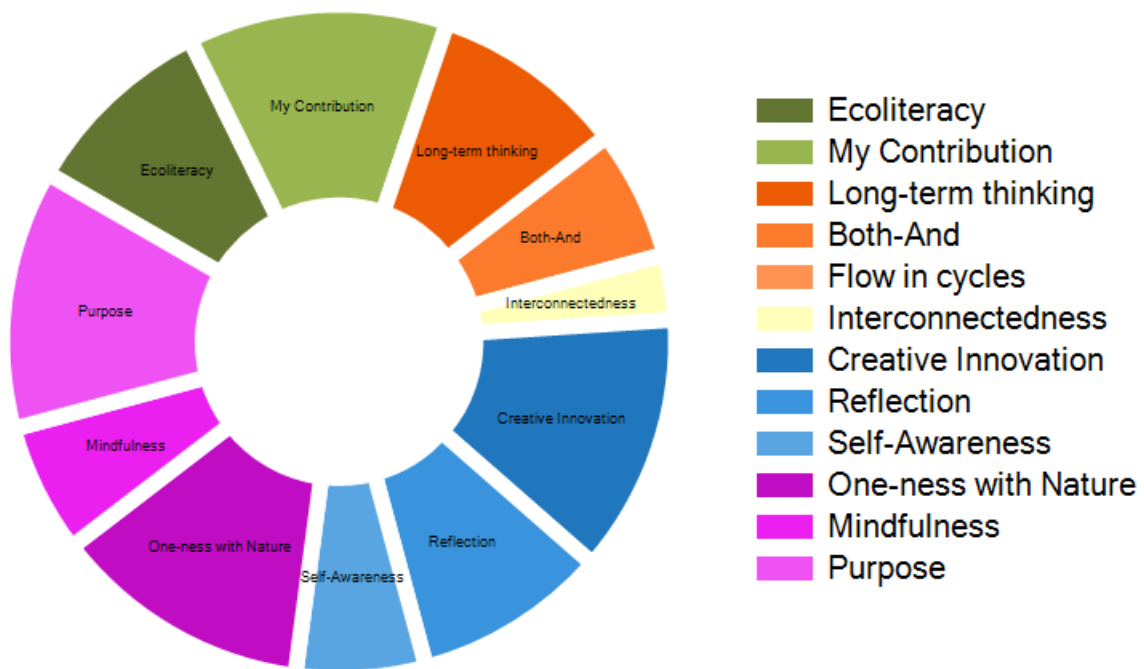 My Contribution
Long-term thinking
Ecoliteracy
Both-And
Interconnectedness
Purpose
Creative Innovation
Mindfulness
Reflection
One-ness with Nature
Self-Awareness
Ecoliteracy
My Contribution
Long-term thinking
Both-And
Flow in cycles
Interconnectedness
Creative Innovation
Reflection
Self-Awareness
One-ness with Nature
Mindfulness
Purpose